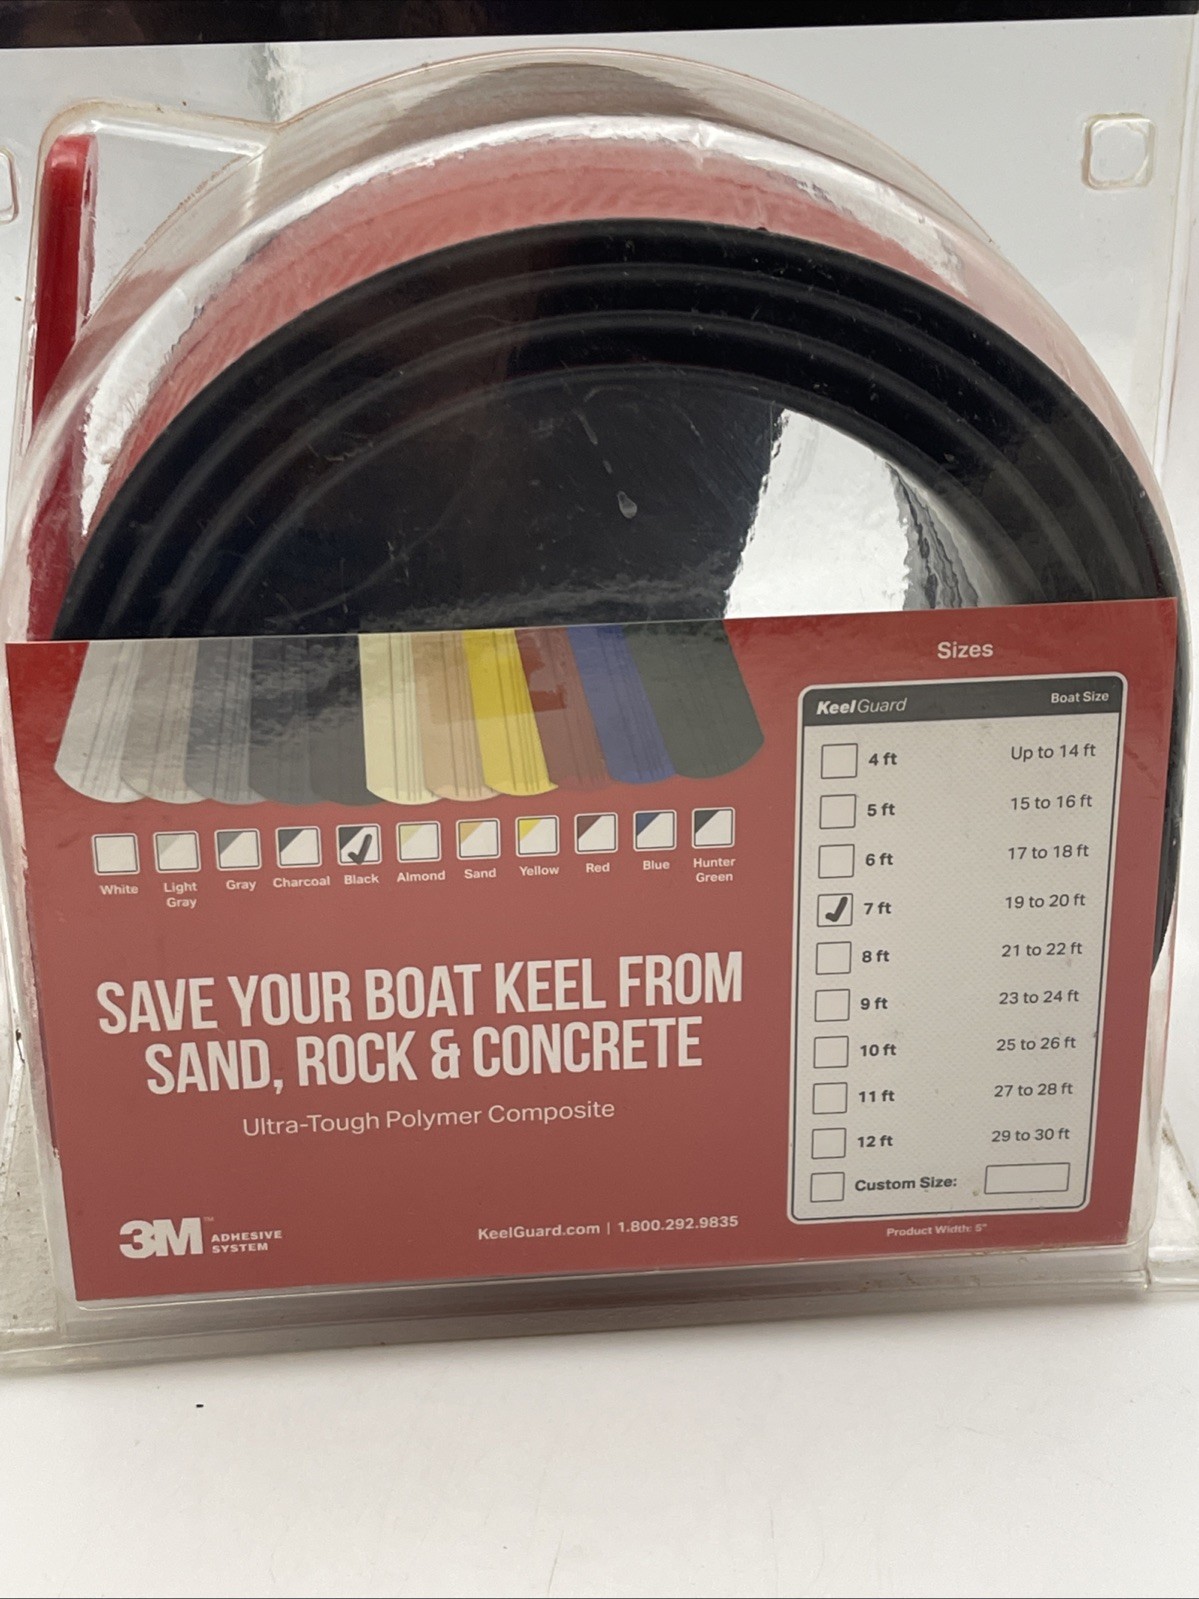 Sizes
KeelGuard Boat Size
4 ft Up to 14 ft
5 ft 15 to 16 ft
6 ft 17 to 18 ft
7 ft 19 to 20 ft
8 ft 21 to 22 ft
9 ft 23 to 24 ft
10 ft 25 to 26 ft
11 ft 27 to 28 ft
12 ft 29 to 30 ft
Custom Size:
Product Width: 5"
White Light Gray Charcoal Black Almond Sand Yellow Red Blue Hunter
Gray Green
SAVE YOUR BOAT KEEL FROM
SAND, ROCK & CONCRETE
Ultra-Tough Polymer Composite
3M™ ADHESIVE
SYSTEM
KeelGuard.com | 1.800.292.9835